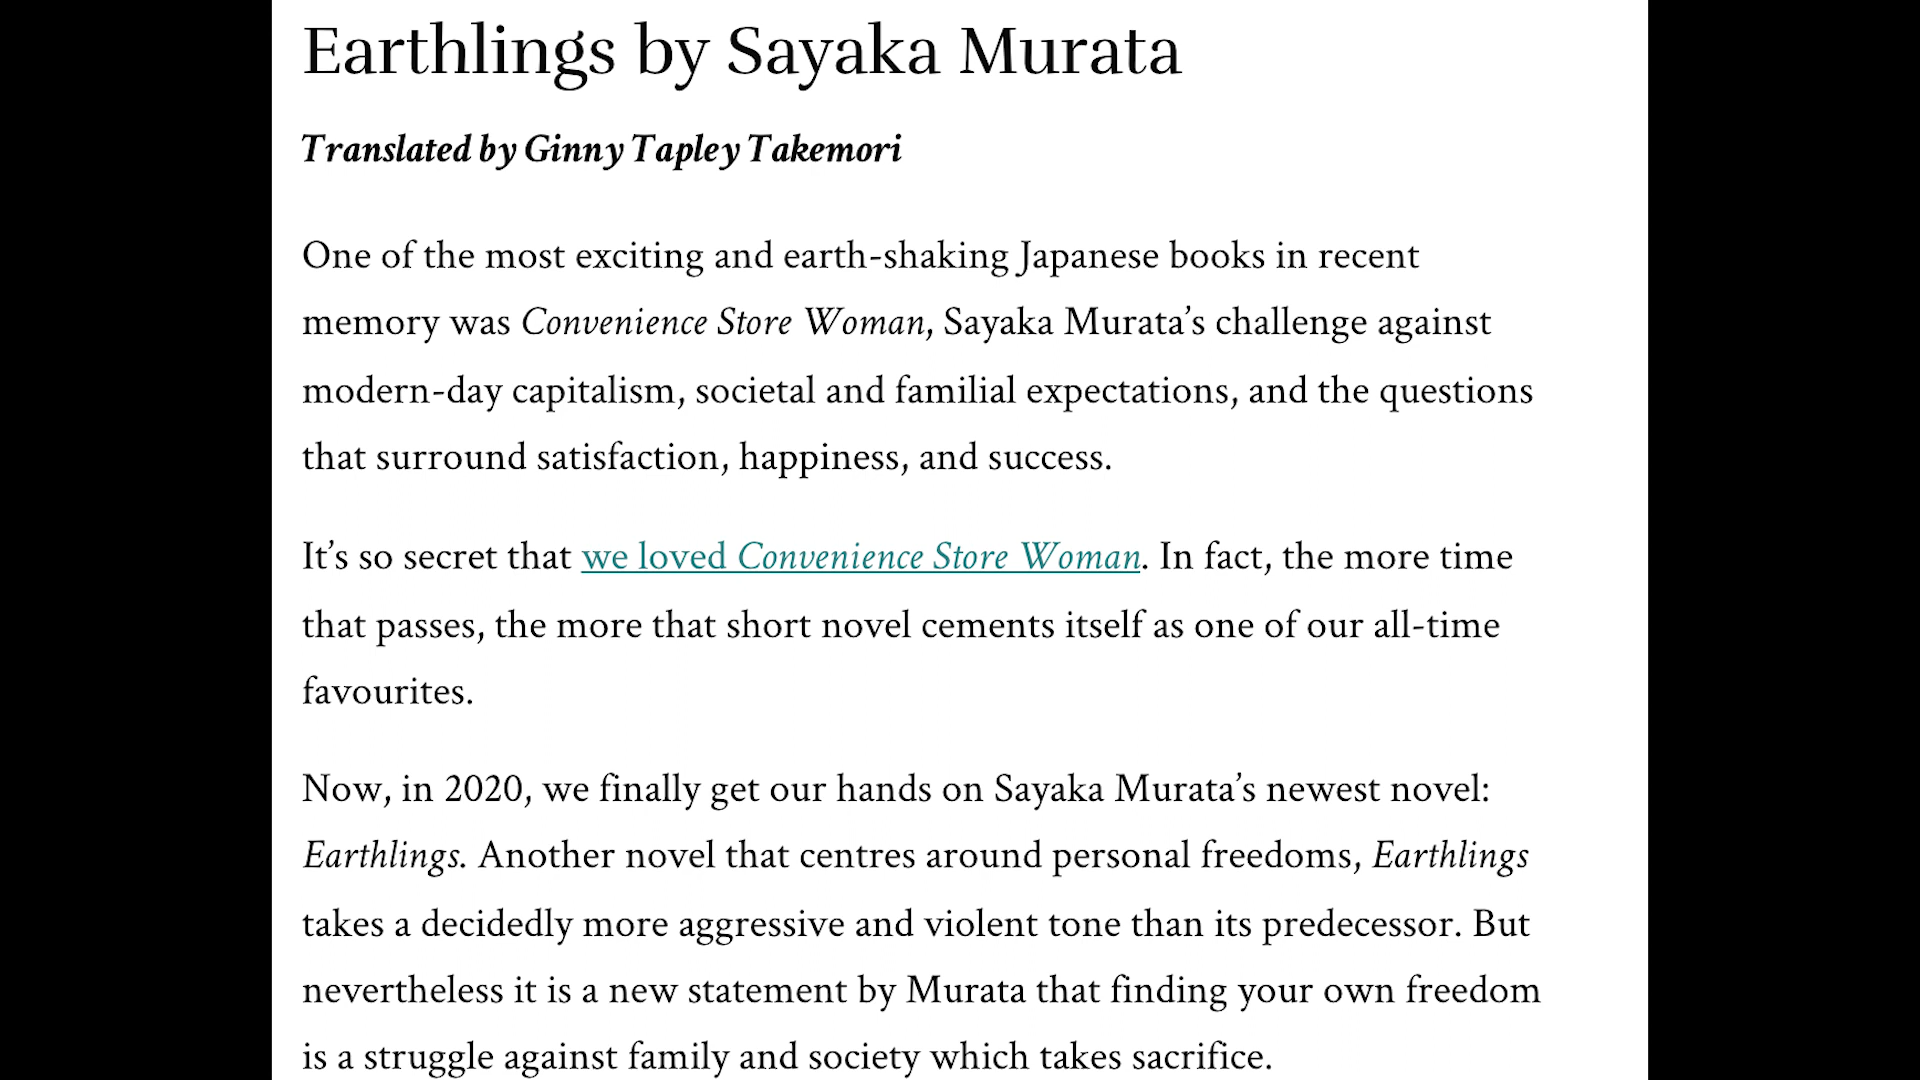 Earthlings by Sayaka Murata
Translated by Ginny Tapley Takemori
One of the most exciting and earth-shaking Japanese books in recent
memory was Convenience Store Woman, Sayaka Murata’s challenge against
modern-day capitalism, societal and familial expectations, and the questions
that surround satisfaction, happiness, and success.
It’s so secret that we loved Convenience Store Woman. In fact, the more time
that passes, the more that short novel cements itself as one of our all-time
favourites.
Now, in 2020, we finally get our hands on Sayaka Murata’s newest novel:
Earthlings. Another novel that centres around personal freedoms, Earthlings
takes a decidedly more aggressive and violent tone than its predecessor. But
nevertheless it is a new statement by Murata that finding your own freedom
is a struggle against family and society which takes sacrifice.